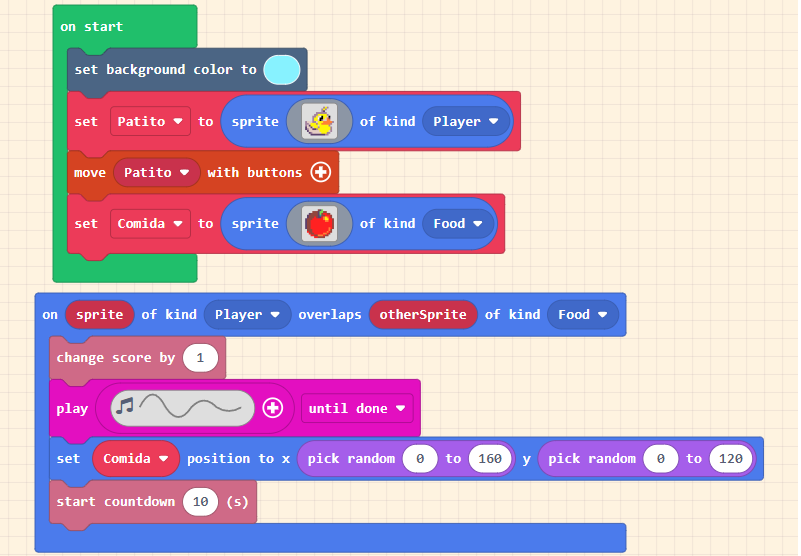 on start
set background color to
set Patito to sprite of kind Player
move Patito with buttons
set Comida to sprite of kind Food
on sprite of kind Player overlaps otherSprite of kind Food
change score by 1
play until done
set Comida position to x pick random 0 to 160 y pick random 0 to 120
start countdown 10 (s)